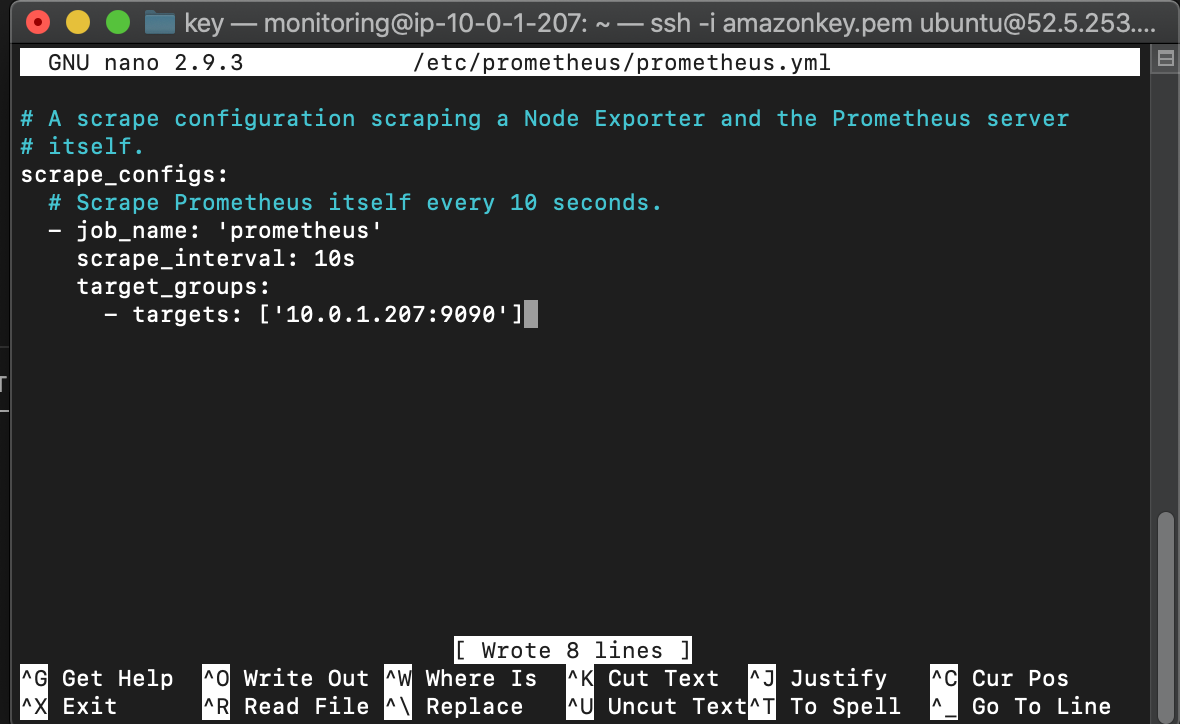 key — monitoring@ip-10-0-1-207: ~ — ssh -i amazonkey.pem ubuntu@52.5.253....
GNU nano 2.9.3 /etc/prometheus/prometheus.yml
# A scrape configuration scraping a Node Exporter and the Prometheus server
# itself.
scrape_configs:
  # Scrape Prometheus itself every 10 seconds.
  - job_name: 'prometheus'
    scrape_interval: 10s
    target_groups:
      - targets: ['10.0.1.207:9090']
[ Wrote 8 lines ]
^G Get Help ^O Write Out ^W Where Is ^K Cut Text ^J Justify ^C Cur Pos
^X Exit ^R Read File ^\ Replace ^U Uncut Text ^T To Spell ^_ Go To Line